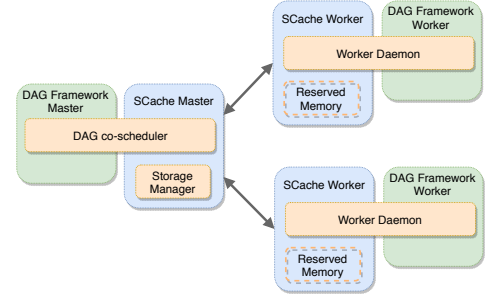 DAG Framework
Master
SCache Master
DAG co-scheduler
Storage
Manager
SCache Worker
DAG Framework
Worker
Worker Daemon
Reserved
Memory
SCache Worker
DAG Framework
Worker
Worker Daemon
Reserved
Memory